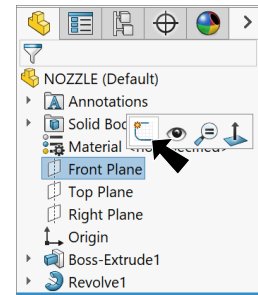 NOZZLE (Default)
Annotations
Solid Bod
Material
Front Plane
Top Plane
Right Plane
Origin
Boss-Extrude1
Revolve1